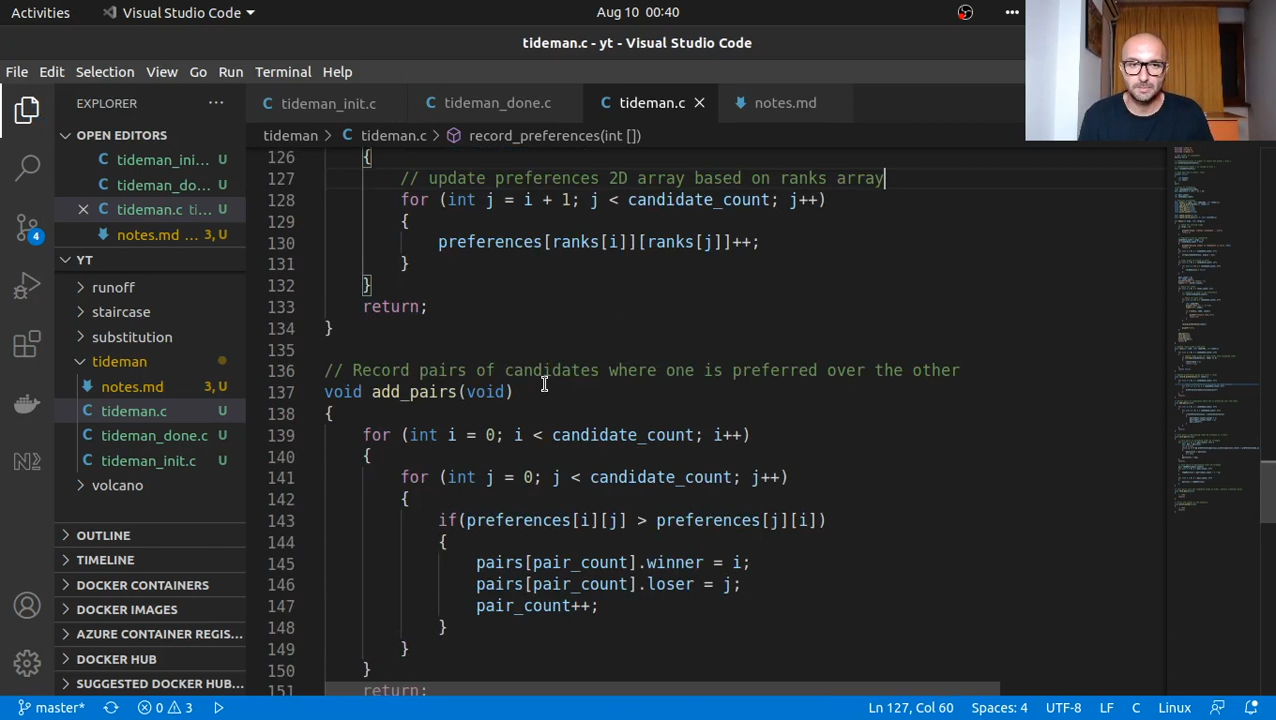 Activities
Visual Studio Code
Aug 10 00:40
tideman.c - yt - Visual Studio Code
File Edit Selection View Go Run Terminal Help
EXPLORER
tideman_init.c
tideman_done.c
tideman.c
notes.md
OPEN EDITORS
tideman_ini... U
tideman_do... U
tideman.c ti... U
notes.md ... 3, U
YT
runoff
staircase
substitution
tideman
notes.md 3, U
tideman.c U
tideman_done.c U
tideman_init.c U
volcano
OUTLINE
TIMELINE
DOCKER CONTAINERS
DOCKER IMAGES
AZURE CONTAINER REGIS...
DOCKER HUB
SUGGESTED DOCKER HUB...
4
tideman > tideman.c > record_preferences(int [])
126 {
127 // update preferences 2D array based on ranks array
128 for (int j = i + 1; j < candidate_count; j++)
129 {
130 preferences[ranks[i]][ranks[j]]++;
131 }
132 }
133 return;
134 }
135
136 // Record pairs of candidates where one is preferred over the other
137 void add_pairs(void)
138 {
139 for (int i = 0; i < candidate_count; i++)
140 {
141 for (int j = 0; j < candidate_count; j++)
142 {
143 if(preferences[i][j] > preferences[j][i])
144 {
145 pairs[pair_count].winner = i;
146 pairs[pair_count].loser = j;
147 pair_count++;
148 }
149 }
150 }
151 return;
master* 0 3 Ln 127, Col 60 Spaces: 4 UTF-8 LF C Linux